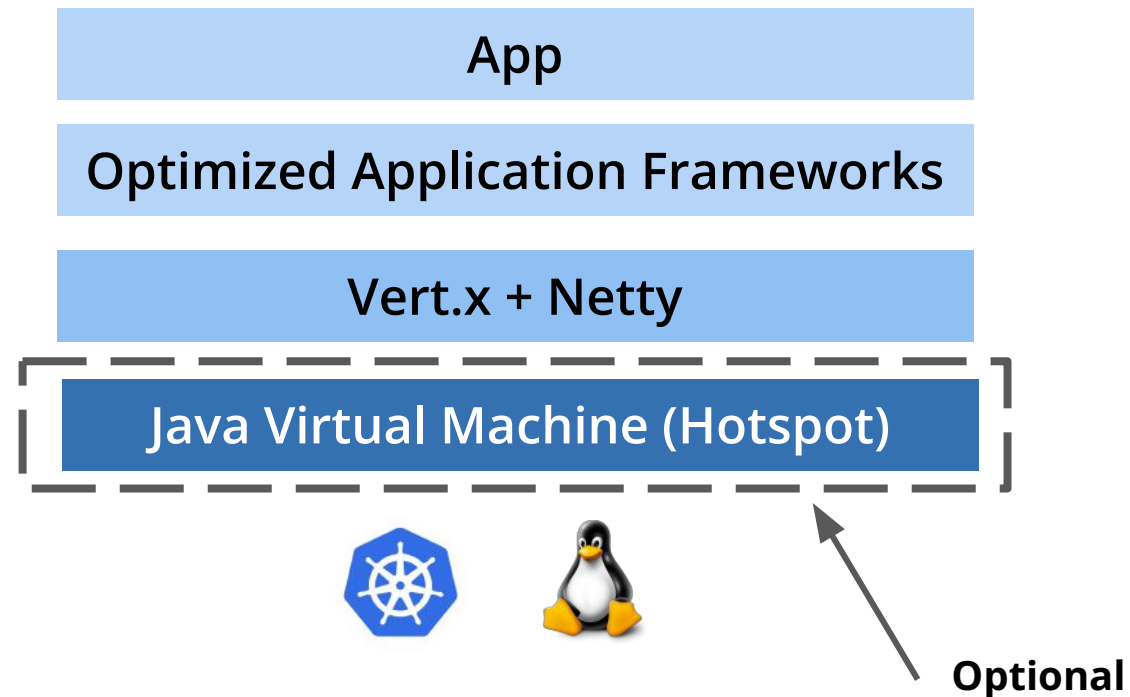 App
Optimized Application Frameworks
Vert.x + Netty
Java Virtual Machine (Hotspot)
Optional